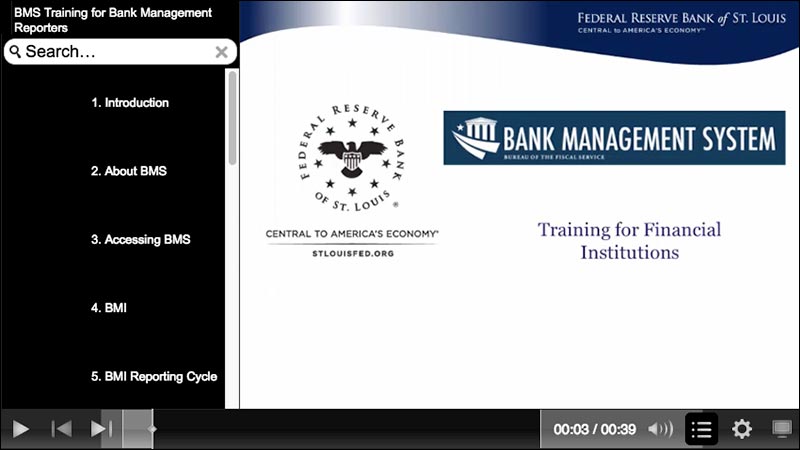 BMS Training for Bank Management
Reporters
Search...
1. Introduction
2. About BMS
3. Accessing BMS
4. BMI
5. BMI Reporting Cycle
FEDERAL RESERVE BANK of ST. LOUIS
CENTRAL to AMERICA'S ECONOMY™
FEDERAL RESERVE BANK
OF ST. LOUIS
®
CENTRAL TO AMERICA'S ECONOMY®
STLOUISFED.ORG
BANK MANAGEMENT SYSTEM
BUREAU OF THE FISCAL SERVICE
Training for Financial
Institutions
00:03 / 00:39